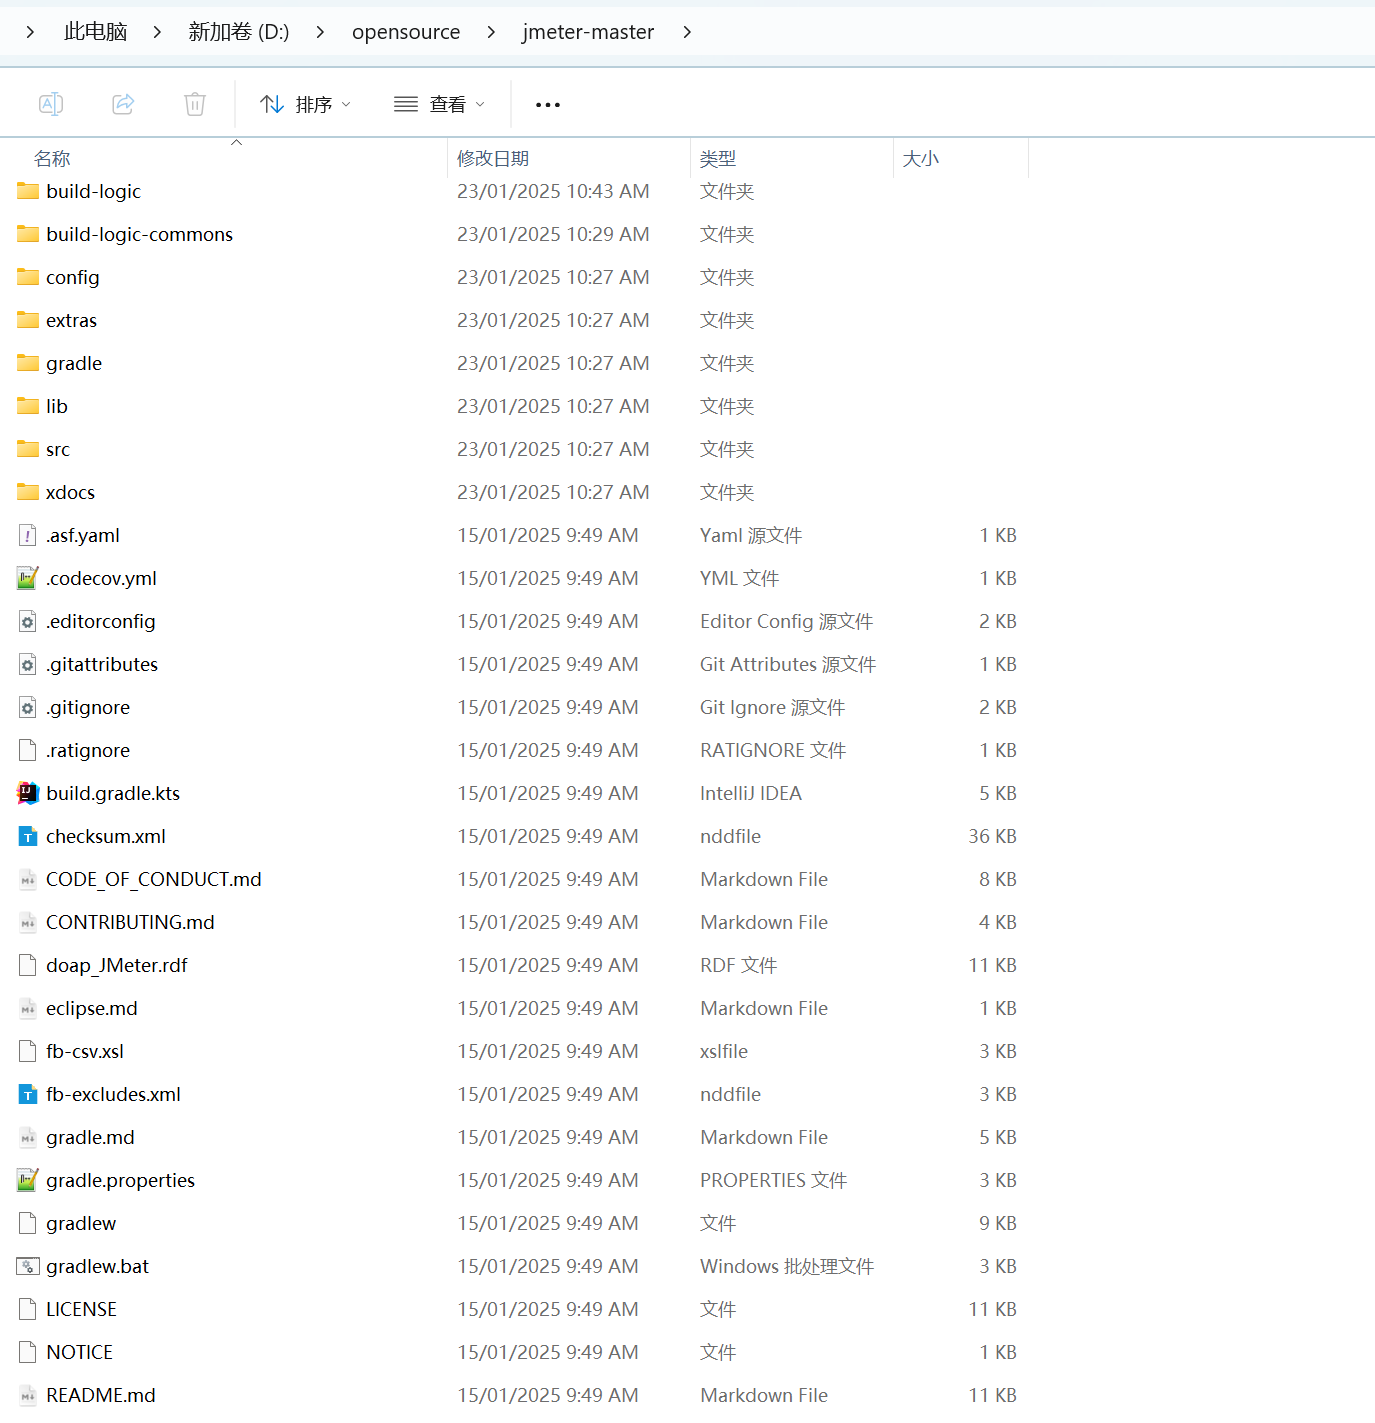 此电脑 新加卷 (D:) opensource jmeter-master
排序 查看
名称 修改日期 类型 大小
build-logic 23/01/2025 10:43 AM 文件夹
build-logic-commons 23/01/2025 10:29 AM 文件夹
config 23/01/2025 10:27 AM 文件夹
extras 23/01/2025 10:27 AM 文件夹
gradle 23/01/2025 10:27 AM 文件夹
lib 23/01/2025 10:27 AM 文件夹
src 23/01/2025 10:27 AM 文件夹
xdocs 23/01/2025 10:27 AM 文件夹
.asf.yaml 15/01/2025 9:49 AM Yaml 源文件 1 KB
.codecov.yml 15/01/2025 9:49 AM YML 文件 1 KB
.editorconfig 15/01/2025 9:49 AM Editor Config 源文件 2 KB
.gitattributes 15/01/2025 9:49 AM Git Attributes 源文件 1 KB
.gitignore 15/01/2025 9:49 AM Git Ignore 源文件 2 KB
.ratignore 15/01/2025 9:49 AM RATIGNORE 文件 1 KB
build.gradle.kts 15/01/2025 9:49 AM IntelliJ IDEA 5 KB
checksum.xml 15/01/2025 9:49 AM nddfile 36 KB
CODE_OF_CONDUCT.md 15/01/2025 9:49 AM Markdown File 8 KB
CONTRIBUTING.md 15/01/2025 9:49 AM Markdown File 4 KB
doap_JMeter.rdf 15/01/2025 9:49 AM RDF 文件 11 KB
eclipse.md 15/01/2025 9:49 AM Markdown File 1 KB
fb-csv.xsl 15/01/2025 9:49 AM xslfile 3 KB
fb-excludes.xml 15/01/2025 9:49 AM nddfile 3 KB
gradle.md 15/01/2025 9:49 AM Markdown File 5 KB
gradle.properties 15/01/2025 9:49 AM PROPERTIES 文件 3 KB
gradlew 15/01/2025 9:49 AM 文件 9 KB
gradlew.bat 15/01/2025 9:49 AM Windows 批处理文件 3 KB
LICENSE 15/01/2025 9:49 AM 文件 11 KB
NOTICE 15/01/2025 9:49 AM 文件 1 KB
README.md 15/01/2025 9:49 AM Markdown File 11 KB